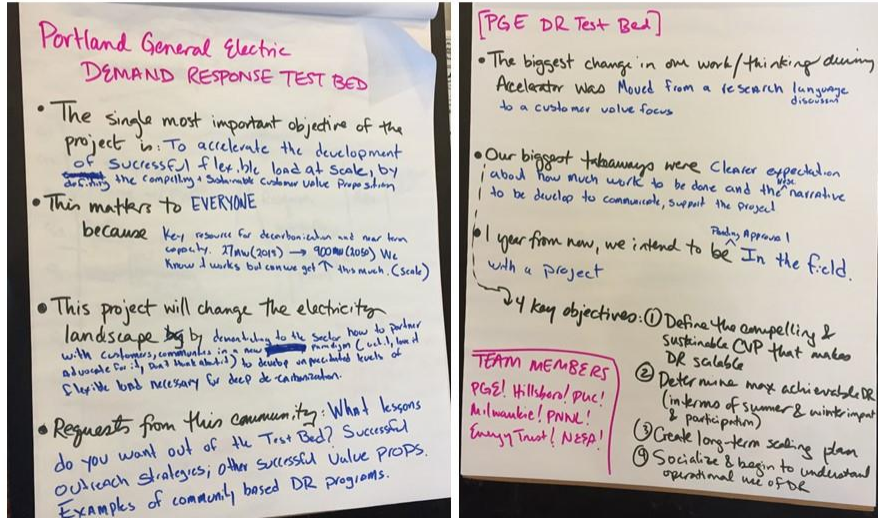 Portland General Electric
DEMAND RESPONSE TEST BED
• The single most important objective of the
project is: To accelerate the development
of successful flexible load at scale, by
defining the compelling & sustainable customer value proposition
• This matters to EVERYONE
because key resource for decarbonization and near term
capacity. 27MW (2019) → 900MW (2050) We
know it works but can we get ↑ this much. (scale)
• This project will change the electricity
landscape by demonstrating to the sector how to partner
with customers, communities in a new paradigm (
advocate for it, Don't think about it) to develop unprecedented levels of
flexible load necessary for deep de-carbonization.
• Requests from this community: What lessons
do you want out of the Test Bed? Successful
outreach strategies; other successful value props.
Examples of community based DR programs.
[PGE DR Test Bed]
• The biggest change in our work/thinking during
Acelerator was Moved from a research language
discussion
to a customer value focus
• Our biggest takeaways were Clearer expectation
about how much work to be done and the narrative
to be develop to communicate, support the project
Pending Approval
• 1 year from now, we intend to be ^ In the field.
with a project
→ 4 key objectives: ① Define the compelling &
sustainable CVP that makes
DR scalable
② Determine max achievable DR
(in terms of summer & winter impact
& participation)
③ Create long-term scaling plan
④ Socialize & begin to understand
operational use of DR
TEAM MEMBERS
PGE! Hillsboro! PUC!
Milwaukie! PNNL!
Energy Trust! NEEA!